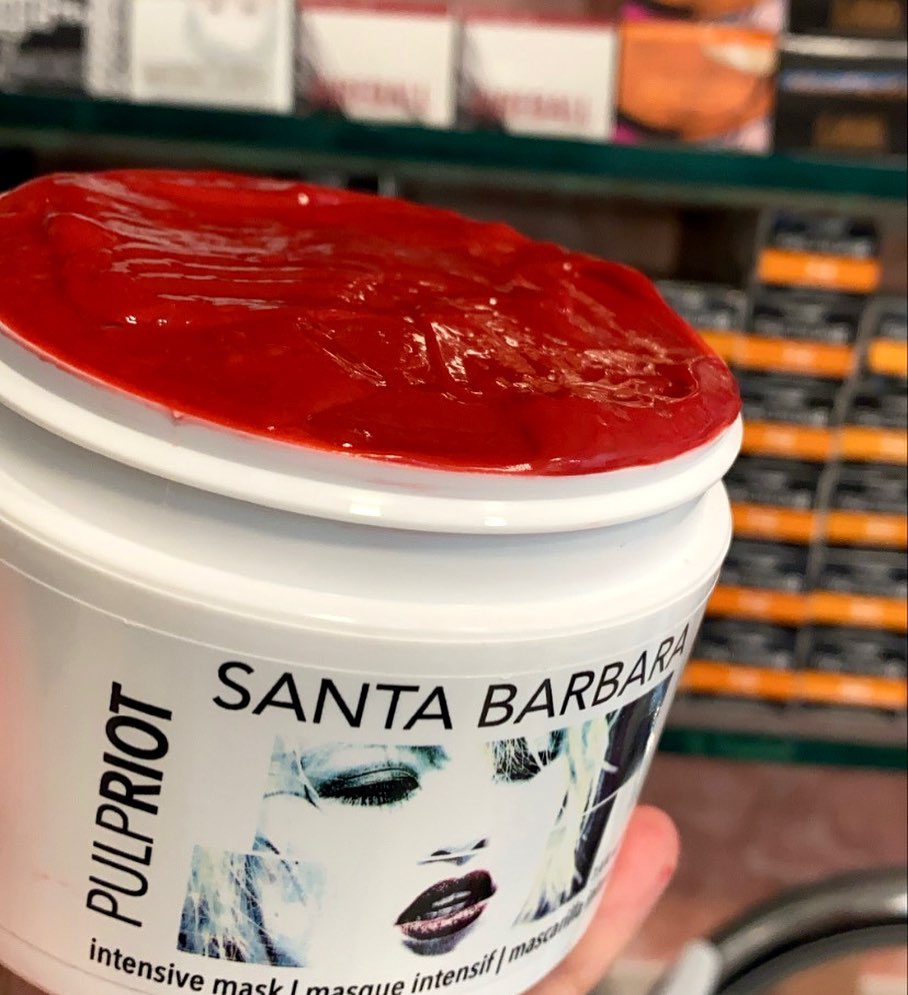 SANTA BARBARA
PULPRIOT
intensive mask | masque intensif | mascarilla